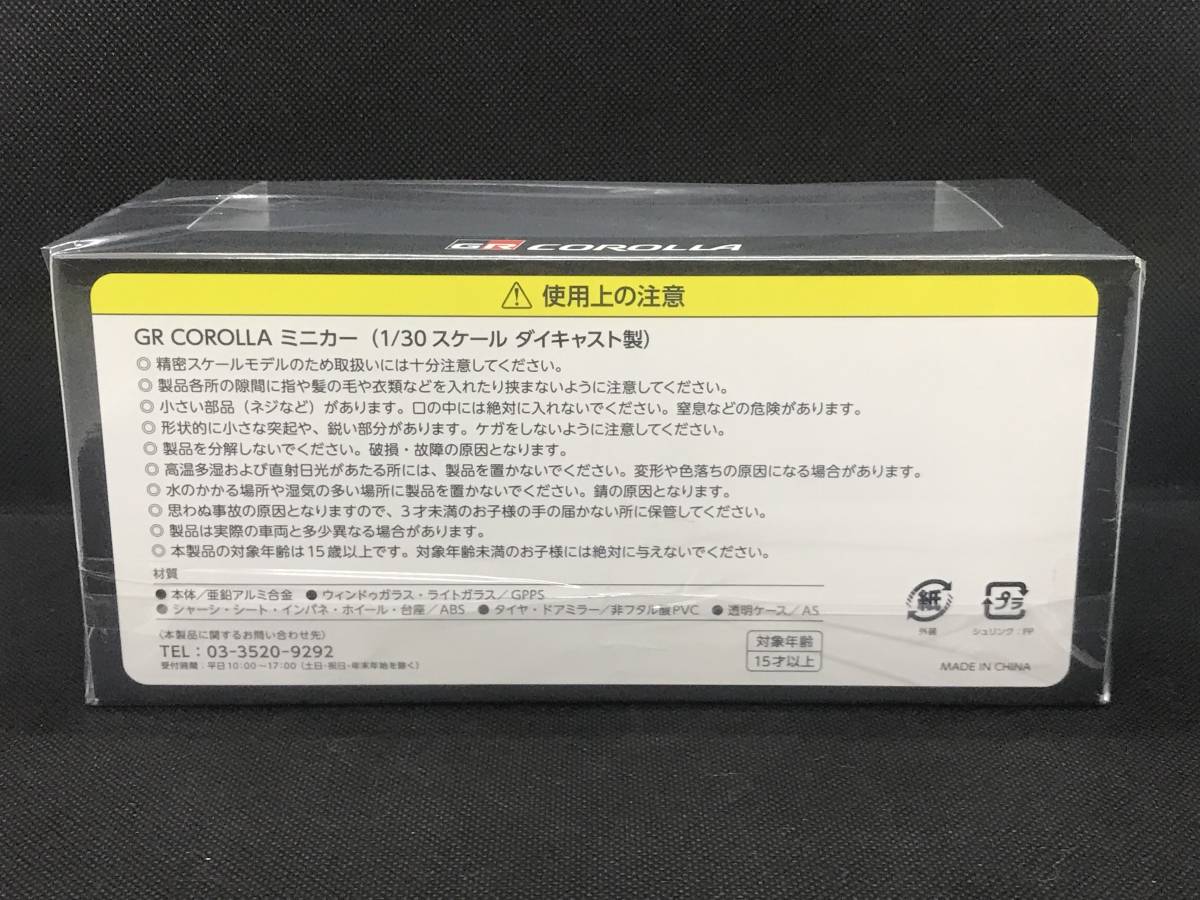 GR COROLLA
⚠ 使用上の注意
GR COROLLA ミニカー（1/30 スケール ダイキャスト製）
◎ 精密スケールモデルのため取扱いには十分注意してください。
◎ 製品各所の隙間に指や髪の毛や衣類などを入れたり挟まないように注意してください。
◎ 小さい部品（ネジなど）があります。口の中には絶対に入れないでください。窒息などの危険があります。
◎ 形状的に小さな突起や、鋭い部分があります。ケガをしないように注意してください。
◎ 製品を分解しないでください。破損・故障の原因となります。
◎ 高温多湿および直射日光があたる所には、製品を置かないでください。変形や色落ちの原因になる場合があります。
◎ 水のかかる場所や湿気の多い場所に製品を置かないでください。錆の原因となります。
◎ 思わぬ事故の原因となりますので、3才未満のお子様の手の届かない所に保管してください。
◎ 製品は実際の車両と多少異なる場合があります。
◎ 本製品の対象年齢は15歳以上です。対象年齢未満のお子様には絶対に与えないでください。
材質
● 本体／亜鉛アルミ合金 ● ウィンドゥガラス・ライトガラス／GPPS
● シャーシ・シート・インパネ・ホイール・台座／ABS ● タイヤ・ドアミラー／非フタル酸PVC ● 透明ケース／AS
〈本製品に関するお問い合わせ先〉
TEL：03-3520-9292
受付時間：平日10:00～17:00（土日・祝日・年末年始を除く）
対象年齢
15才以上
紙
外装
プラ
シュリンク：PP
MADE IN CHINA